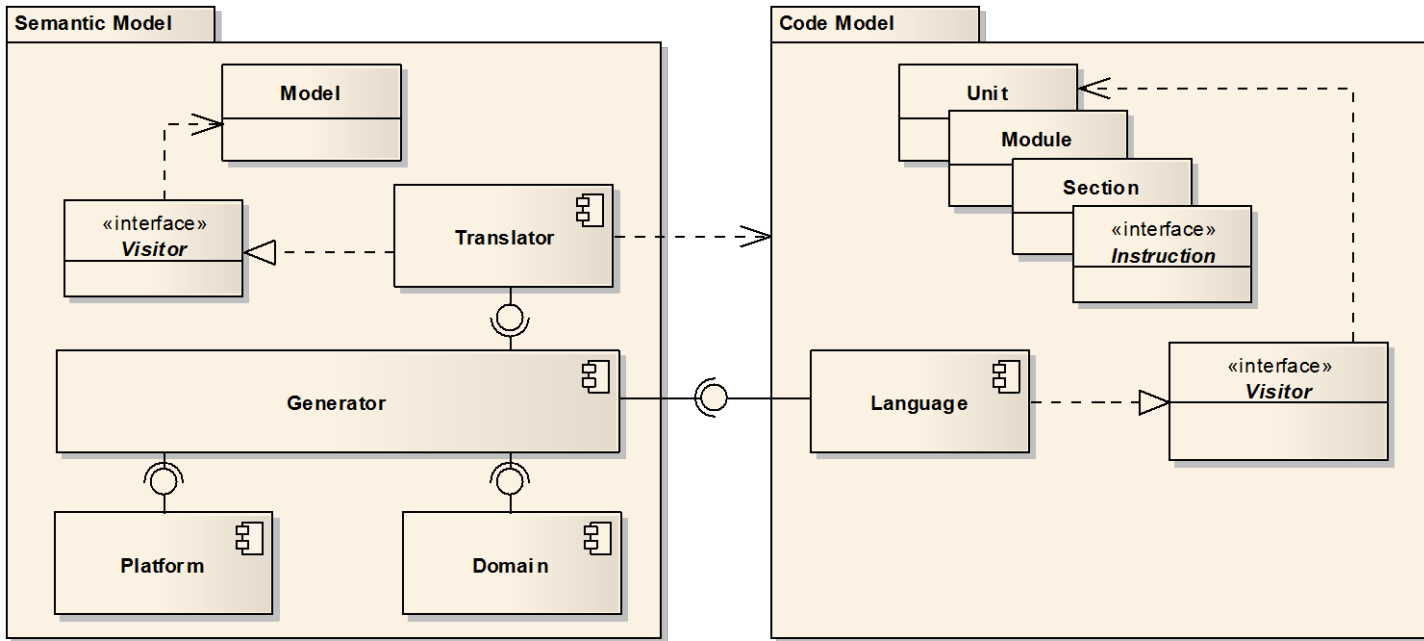 Semantic Model
Code Model
Model
Unit
Module
Section
«interface»
Instruction
«interface»
Visitor
Translator
Generator
Language
«interface»
Visitor
Platform
Domain